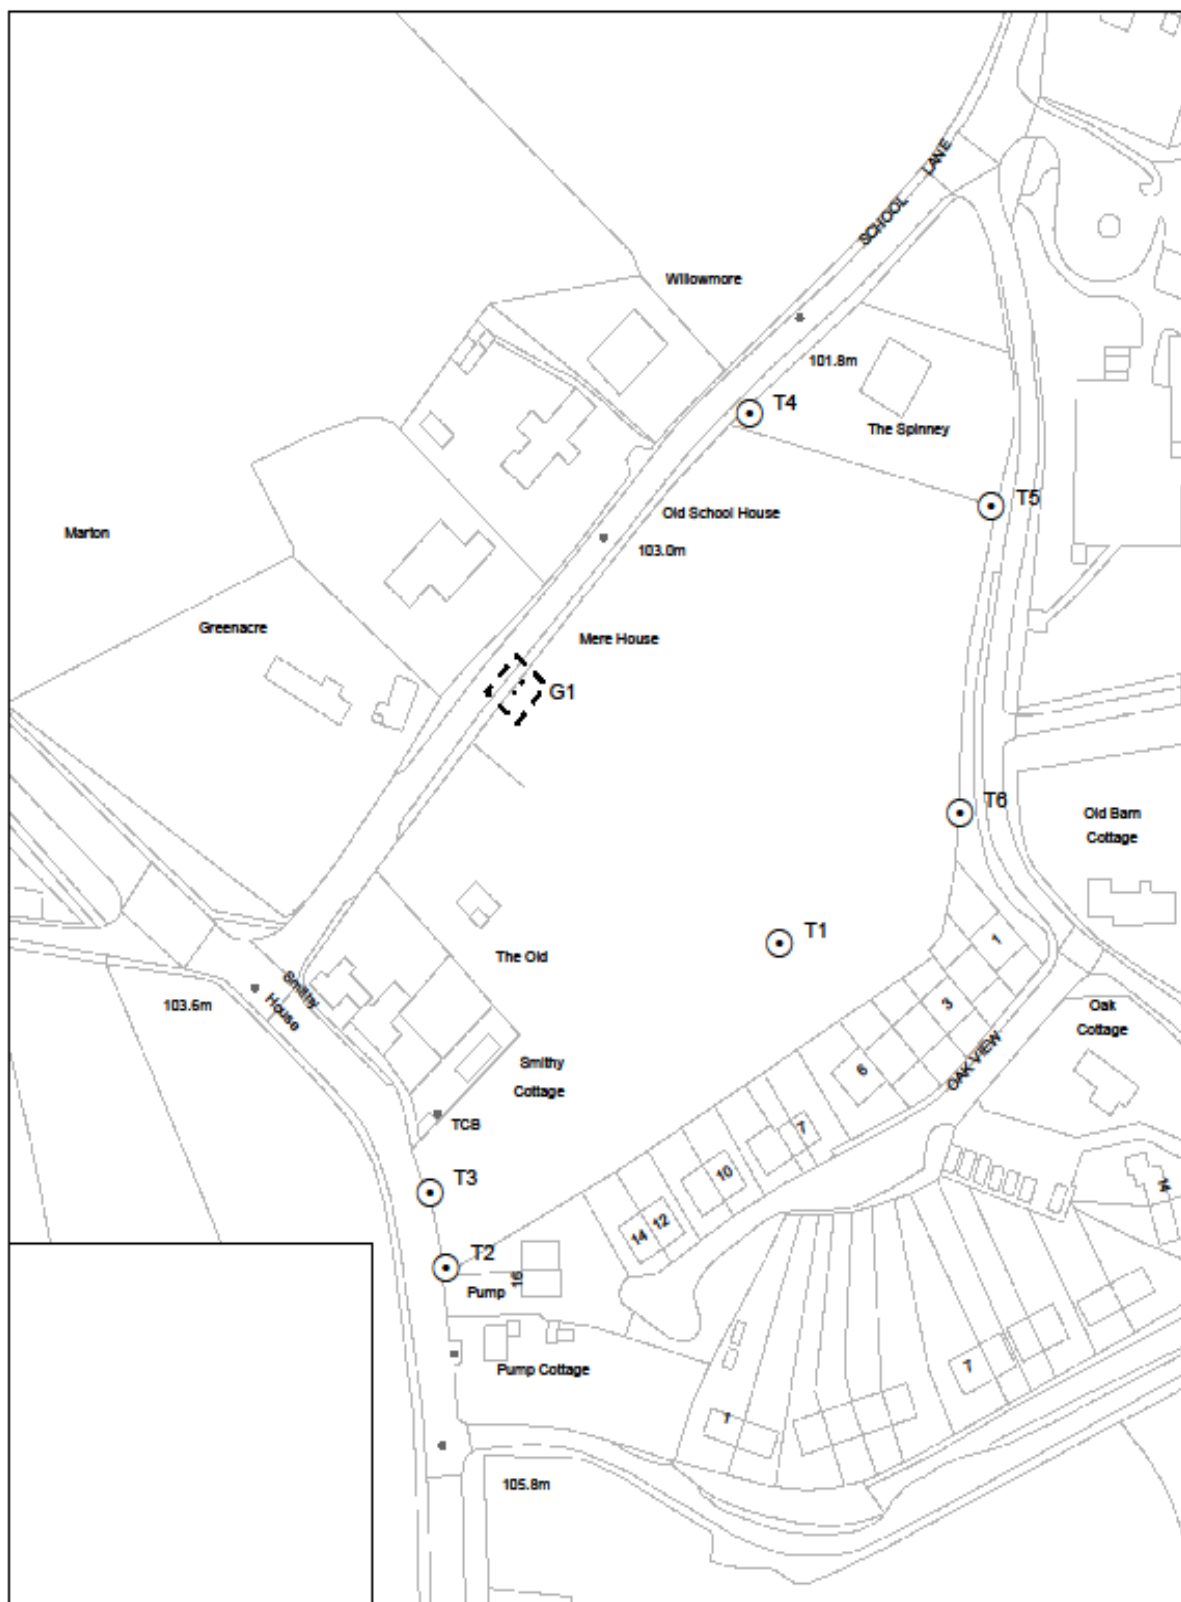 SCHOOL LANE
Willowmore
101.8m
T4
The Spinney
T5
Old School House
Marton
103.0m
Greenacre
Mere House
G1
T6
Old Barn
Cottage
T1
1
The Old
Smithy
House
103.6m
3
Oak
Cottage
OAK VIEW
6
Smithy
Cottage
TCB
7
T3
10
14
12
14
T2
16
Pump
Pump Cottage
7
1
105.8m